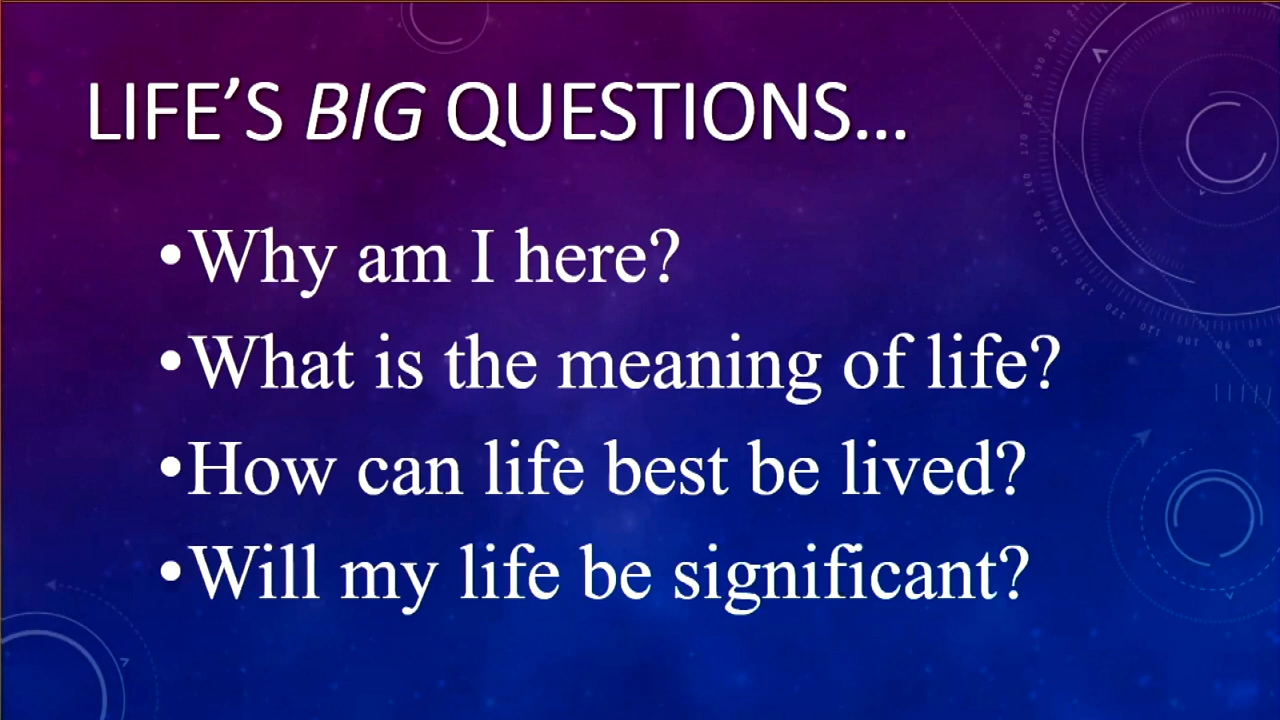 LIFE’S BIG QUESTIONS…
•Why am I here?
•What is the meaning of life?
•How can life best be lived?
•Will my life be significant?